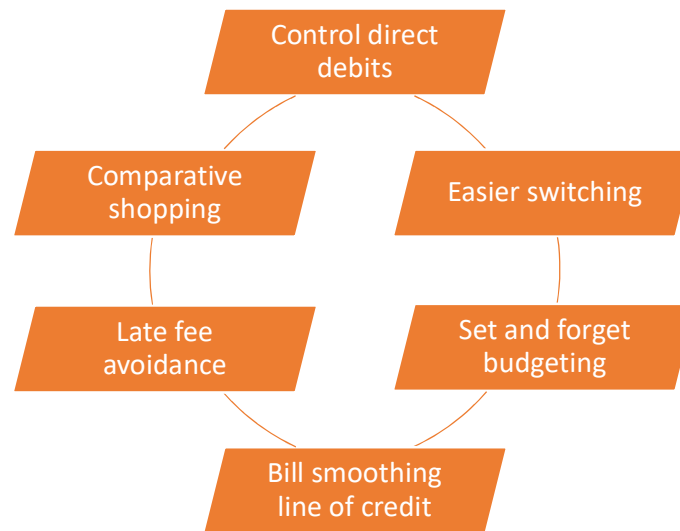 Control direct
debits
Easier switching
Set and forget
budgeting
Bill smoothing
line of credit
Late fee
avoidance
Comparative
shopping